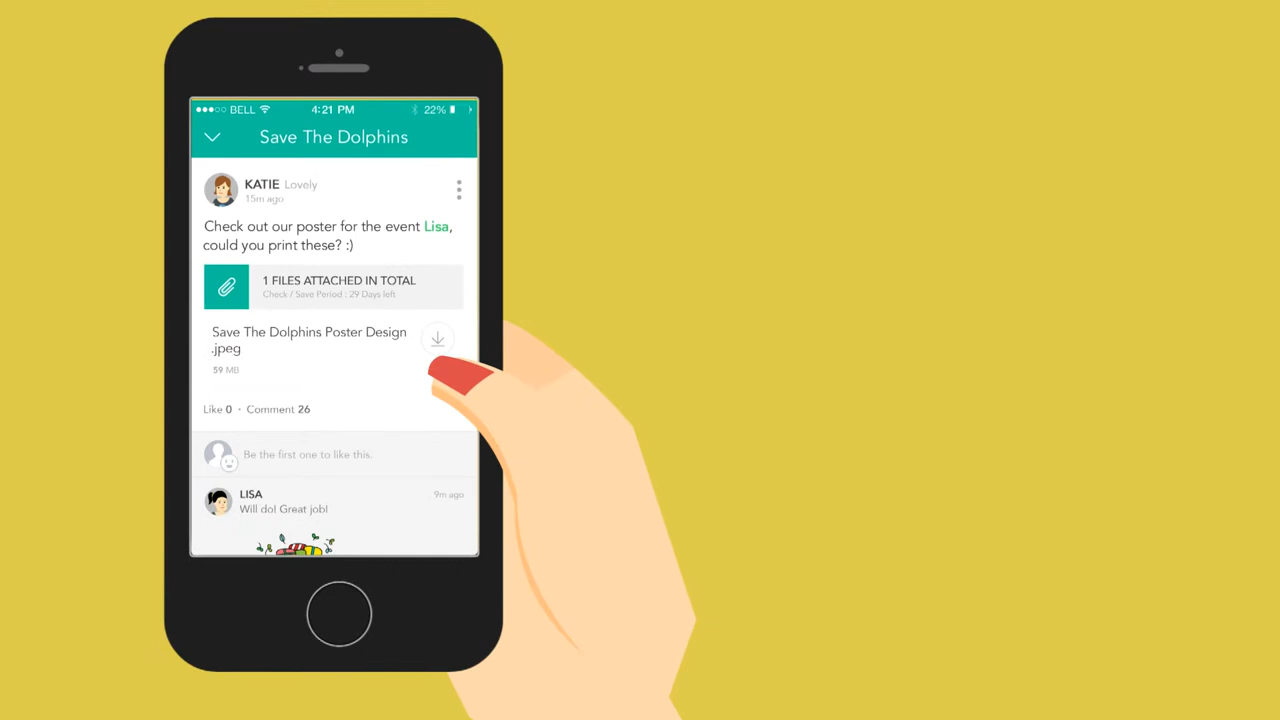 BELL 4:21 PM 22%
Save The Dolphins
KATIE Lovely
15m ago
Check out our poster for the event Lisa,
could you print these? :)
1 FILES ATTACHED IN TOTAL
Check / Save Period : 29 Days left
Save The Dolphins Poster Design
.jpeg
59 MB
Like 0 • Comment 26
Be the first one to like this.
LISA 9m ago
Will do! Great job!